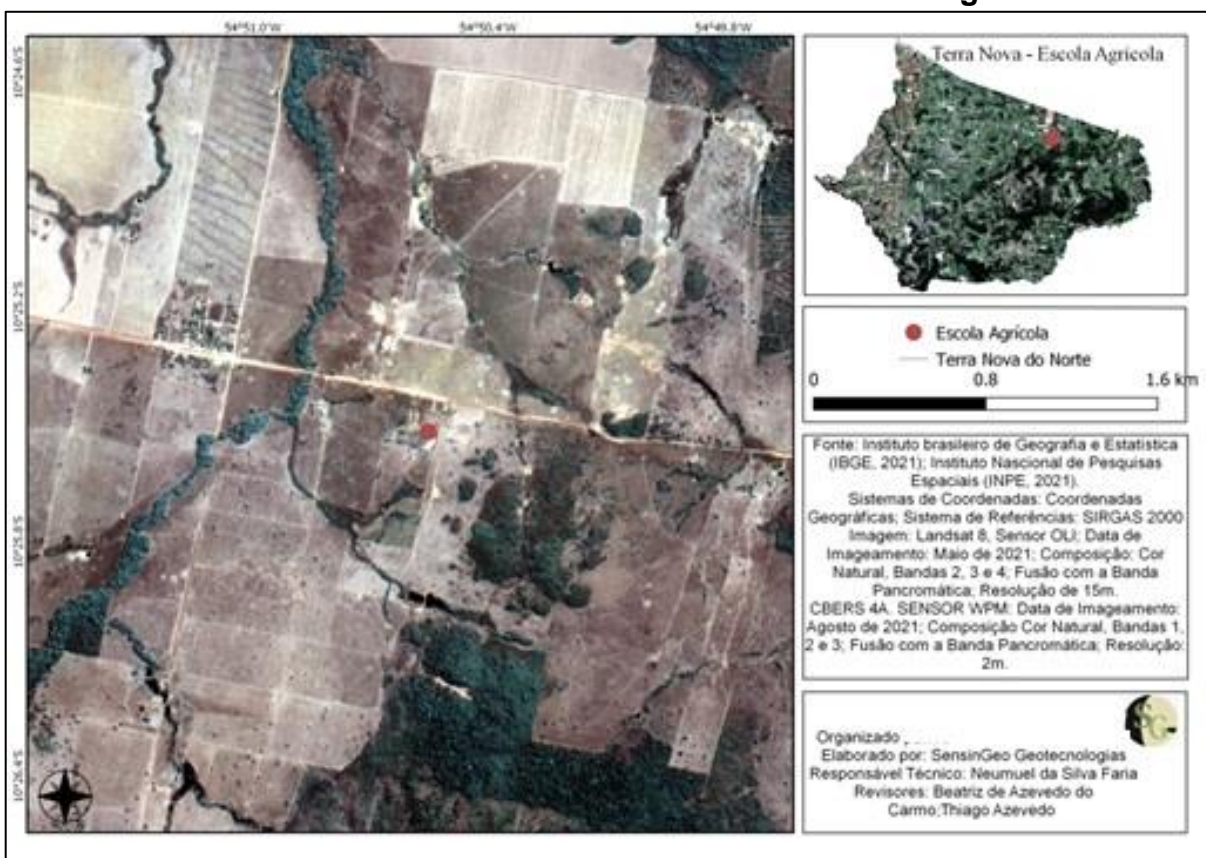 54°51.0'W 54°50.4'W 54°49.8'W
10°24.6'S
10°25.2'S
10°25.8'S
10°26.4'S
Terra Nova - Escola Agrícola
Escola Agrícola
Terra Nova do Norte
0 0.8 1.6 km
Fonte: Instituto brasileiro de Geografia e Estatística
(IBGE, 2021); Instituto Nascional de Pesquisas
Espaciais (INPE, 2021).
Sistemas de Coordenadas: Coordenadas
Geográficas; Sistema de Referências: SIRGAS 2000
Imagem: Landsat 8, Sensor OLI; Data de
Imageamento: Maio de 2021; Composição: Cor
Natural, Bandas 2, 3 e 4; Fusão com a Banda
Pancromática; Resolução de 15m.
CBERS 4A. SENSOR WPM: Data de Imageamento:
Agosto de 2021; Composição Cor Natural, Bandas 1,
2 e 3; Fusão com a Banda Pancromática; Resolução:
2m.
SG
Organizado
Elaborado por: SensinGeo Geotecnologias
Responsável Técnico: Neumuel da Silva Faria
Revisores: Beatriz de Azevedo do
Carmo;Thiago Azevedo